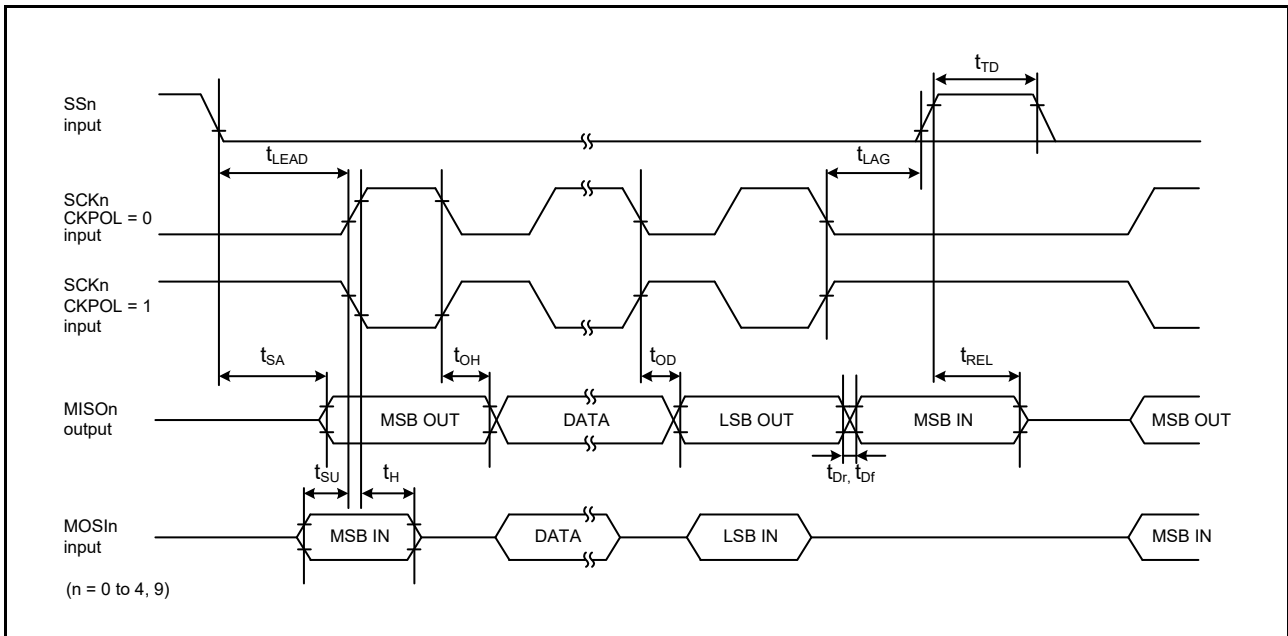 tTD
SSn
input
tLEAD
tLAG
SCKn
CKPOL = 0
input
SCKn
CKPOL = 1
input
tSA
tOH
tOD
tREL
MISOn
output
MSB OUT
DATA
LSB OUT
MSB IN
MSB OUT
tSU
tH
tDr, tDf
MOSIn
input
MSB IN
DATA
LSB IN
MSB IN
(n = 0 to 4, 9)